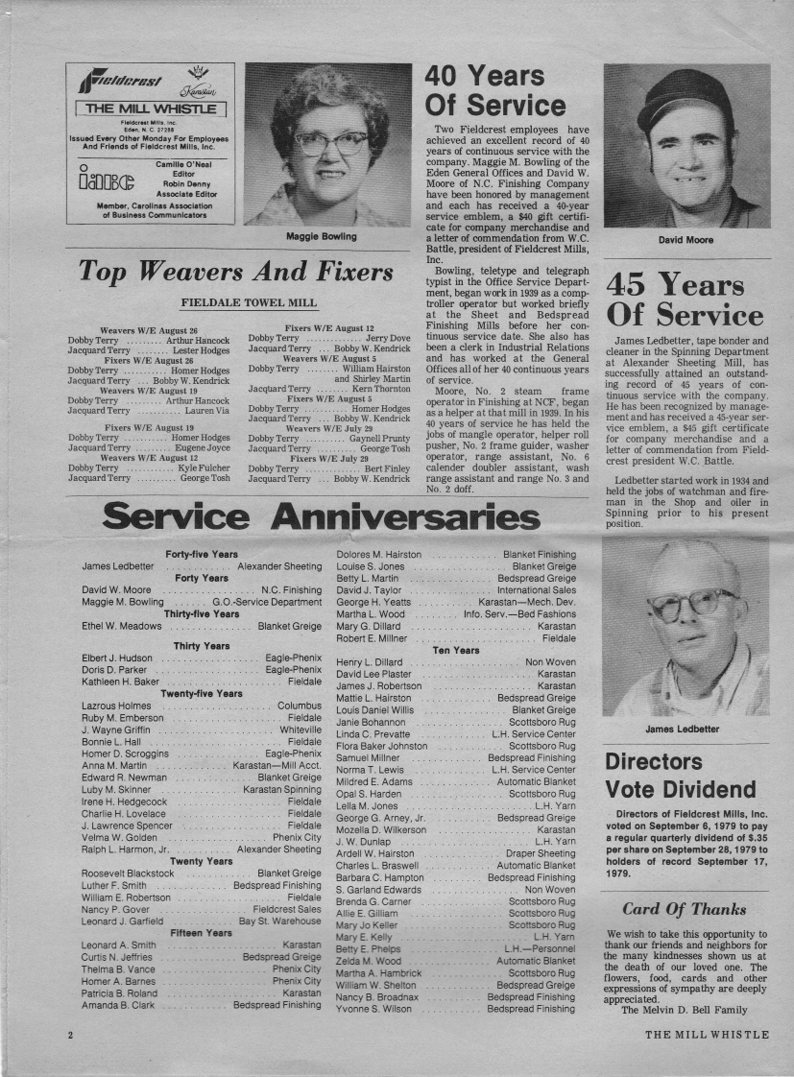 Fieldcrest
Karastan
THE MILL WHISTLE
Fieldcrest Mills, Inc.
Eden, N. C. 27288
Issued Every Other Monday For Employees
And Friends of Fieldcrest Mills, Inc.
Camille O'Neal
Editor
Robin Denny
Associate Editor
Member, Carolinas Association
of Business Communicators
Maggie Bowling
Top Weavers And Fixers
FIELDALE TOWEL MILL
Weavers W/E August 26
Dobby Terry .......... Arthur Hancock
Jacquard Terry ........ Lester Hodges
Fixers W/E August 26
Dobby Terry ........... Homer Hodges
Jacquard Terry ... Bobby W. Kendrick
Weavers W/E August 19
Dobby Terry .......... Arthur Hancock
Jacquard Terry ........... Lauren Via
Fixers W/E August 19
Dobby Terry ........... Homer Hodges
Jacquard Terry ......... Eugene Joyce
Weavers W/E August 12
Dobby Terry ............ Kyle Fulcher
Jacquard Terry .......... George Tosh
Fixers W/E August 12
Dobby Terry ............. Jerry Dove
Jacquard Terry ... Bobby W. Kendrick
Weavers W/E August 5
Dobby Terry ........ William Hairston
and Shirley Martin
Jacquard Terry ........ Kern Thornton
Fixers W/E August 5
Dobby Terry ........... Homer Hodges
Jacquard Terry ... Bobby W. Kendrick
Weavers W/E July 29
Dobby Terry .......... Gaynell Prunty
Jacquard Terry .......... George Tosh
Fixers W/E July 29
Dobby Terry ............. Bert Finley
Jacquard Terry ... Bobby W. Kendrick
40 Years
Of Service
Two Fieldcrest employees have
achieved an excellent record of 40
years of continuous service with the
company. Maggie M. Bowling of the
Eden General Offices and David W.
Moore of N.C. Finishing Company
have been honored by management
and each has received a 40-year
service emblem, a $40 gift certifi-
cate for company merchandise and
a letter of commendation from W.C.
Battle, president of Fieldcrest Mills,
Inc.
Bowling, teletype and telegraph
typist in the Office Service Depart-
ment, began work in 1939 as a comp-
troller operator but worked briefly
at the Sheet and Bedspread
Finishing Mills before her con-
tinuous service date. She also has
been a clerk in Industrial Relations
and has worked at the General
Offices all of her 40 continuous years
of service.
Moore, No. 2 steam frame
operator in Finishing at NCF, began
as a helper at that mill in 1939. In his
40 years of service he has held the
jobs of mangle operator, helper roll
pusher, No. 2 frame guider, washer
operator, range assistant, No. 6
calender doubler assistant, wash
range assistant and range No. 3 and
No. 2 doff.
David Moore
45 Years
Of Service
James Ledbetter, tape bonder and
cleaner in the Spinning Department
at Alexander Sheeting Mill, has
successfully attained an outstand-
ing record of 45 years of con-
tinuous service with the company.
He has been recognized by manage-
ment and has received a 45-year ser-
vice emblem, a $45 gift certificate
for company merchandise and a
letter of commendation from Field-
crest president W.C. Battle.
Ledbetter started work in 1934 and
held the jobs of watchman and fire-
man in the Shop and oiler in
Spinning prior to his present
position.
James Ledbetter
Service Anniversaries
Forty-five Years
James Ledbetter ........... Alexander Sheeting
Forty Years
David W. Moore ................ N.C. Finishing
Maggie M. Bowling ...... G.O.-Service Department
Thirty-five Years
Ethel W. Meadows .............. Blanket Greige
Thirty Years
Elbert J. Hudson ................. Eagle-Phenix
Doris D. Parker .................. Eagle-Phenix
Kathleen H. Baker .................... Fieldale
Twenty-five Years
Lazrous Holmes .................... Columbus
Ruby M. Emberson ................... Fieldale
J. Wayne Griffin ..................... Whiteville
Bonnie L. Hall ........................ Fieldale
Homer D. Scroggins ............... Eagle-Phenix
Anna M. Martin ........... Karastan—Mill Acct.
Edward R. Newman ............. Blanket Greige
Luby M. Skinner .............. Karastan Spinning
Irene H. Hedgecock ................... Fieldale
Charlie H. Lovelace ................... Fieldale
J. Lawrence Spencer .................. Fieldale
Velma W. Golden .................. Phenix City
Ralph L. Harmon, Jr. ......... Alexander Sheeting
Twenty Years
Roosevelt Blackstock ............ Blanket Greige
Luther F. Smith ............. Bedspread Finishing
William E. Robertson .................. Fieldale
Nancy P. Gover ................ Fieldcrest Sales
Leonard J. Garfield ........... Bay St. Warehouse
Fifteen Years
Leonard A. Smith .................... Karastan
Curtis N. Jeffries ............. Bedspread Greige
Thelma B. Vance .................. Phenix City
Homer A. Barnes .................. Phenix City
Patricia B. Roland .................... Karastan
Amanda B. Clark ........... Bedspread Finishing
Dolores M. Hairston ............. Blanket Finishing
Louise S. Jones ................. Blanket Greige
Betty L. Martin ............... Bedspread Greige
David J. Taylor ............... International Sales
George H. Yeatts .......... Karastan—Mech. Dev.
Martha L. Wood ........ Info. Serv.—Bed Fashions
Mary G. Dillard ...................... Karastan
Robert E. Millner ..................... Fieldale
Ten Years
Henry L. Dillard .................... Non Woven
David Lee Plaster .................... Karastan
James J. Robertson ................... Karastan
Mattie L. Hairston ............. Bedspread Greige
Louis Daniel Willis ............... Blanket Greige
Janie Bohannon ................ Scottsboro Rug
Linda C. Prevatte ............. L.H. Service Center
Flora Baker Johnston ............ Scottsboro Rug
Samuel Millner .............. Bedspread Finishing
Norma T. Lewis .............. L.H. Service Center
Mildred E. Adams ............. Automatic Blanket
Opal S. Harden ................. Scottsboro Rug
Lella M. Jones ....................... L.H. Yarn
George G. Arney, Jr. ............ Bedspread Greige
Mozella D. Wilkerson .................. Karastan
J. W. Dunlap ........................ L.H. Yarn
Ardell W. Hairston .............. Draper Sheeting
Charles L. Braswell ............ Automatic Blanket
Barbara C. Hampton ......... Bedspread Finishing
S. Garland Edwards ................ Non Woven
Brenda G. Carner ............... Scottsboro Rug
Allie E. Gilliam .................. Scottsboro Rug
Mary Jo Keller .................. Scottsboro Rug
Mary E. Kelly ........................ L.H. Yarn
Betty E. Phelps ................ L.H.—Personnel
Zelda M. Wood ............... Automatic Blanket
Martha A. Hambrick ............. Scottsboro Rug
William W. Shelton ............. Bedspread Greige
Nancy B. Broadnax .......... Bedspread Finishing
Yvonne S. Wilson ........... Bedspread Finishing
Directors
Vote Dividend
Directors of Fieldcrest Mills, Inc.
voted on September 6, 1979 to pay
a regular quarterly dividend of $.35
per share on September 28, 1979 to
holders of record September 17,
1979.
Card Of Thanks
We wish to take this opportunity to
thank our friends and neighbors for
the many kindnesses shown us at
the death of our loved one. The
flowers, food, cards and other
expressions of sympathy are deeply
appreciated.
The Melvin D. Bell Family
2
THE MILL WHISTLE